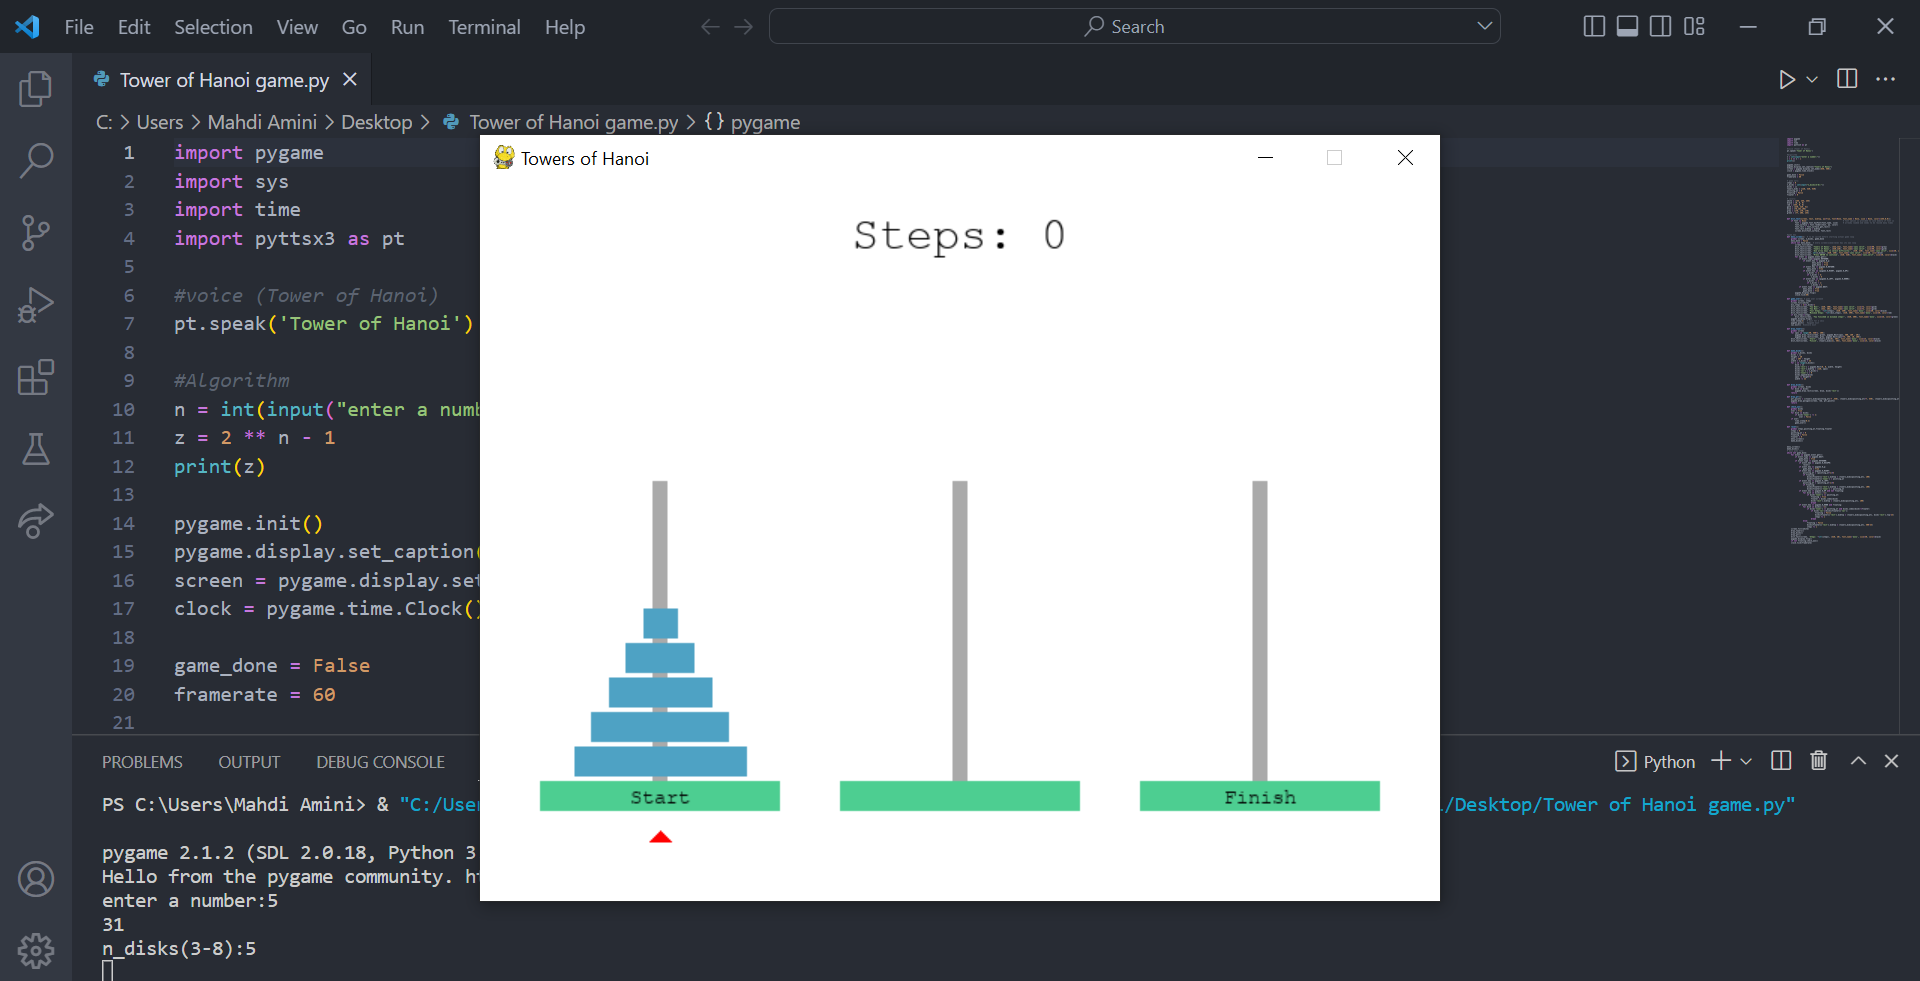 File Edit Selection View Go Run Terminal Help
Search
Tower of Hanoi game.py
C: > Users > Mahdi Amini > Desktop > Tower of Hanoi game.py > {} pygame
1 import pygame
2 import sys
3 import time
4 import pyttsx3 as pt
5
6 #voice (Tower of Hanoi)
7 pt.speak('Tower of Hanoi')
8
9 #Algorithm
10 n = int(input("enter a numb
11 z = 2 ** n - 1
12 print(z)
13
14 pygame.init()
15 pygame.display.set_caption(
16 screen = pygame.display.set
17 clock = pygame.time.Clock()
18
19 game_done = False
20 framerate = 60
21
Towers of Hanoi
Steps: 0
Start
Finish
PROBLEMS OUTPUT DEBUG CONSOLE
Python
PS C:\Users\Mahdi Amini> & "C:/User
/Desktop/Tower of Hanoi game.py"
pygame 2.1.2 (SDL 2.0.18, Python 3
Hello from the pygame community. ht
enter a number:5
31
n_disks(3-8):5